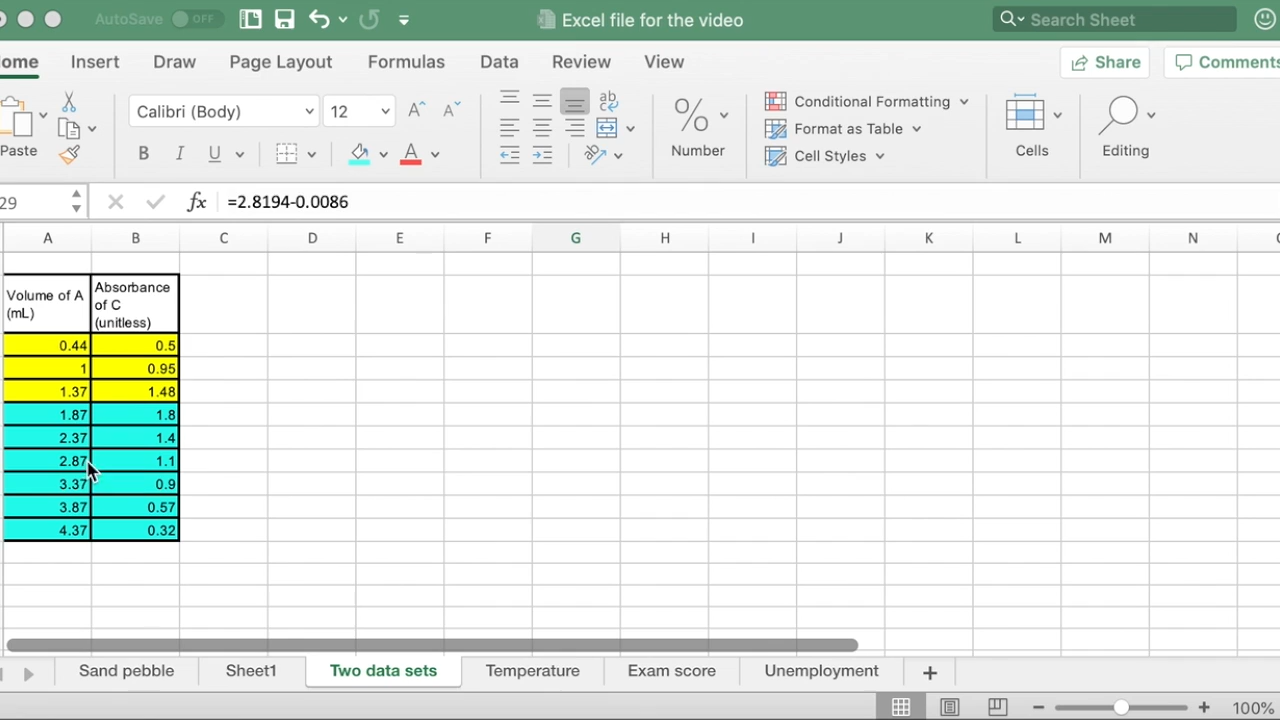 AutoSave OFF Excel file for the video Search Sheet
ome Insert Draw Page Layout Formulas Data Review View Share Comments
Calibri (Body) 12 ab Conditional Formatting
Format as Table
Paste B I U A Number Cell Styles Cells Editing
29 fx =2.8194-0.0086
A B C D E F G H I J K L M N
Volume of A (mL) Absorbance of C (unitless)
0.44 0.5
1 0.95
1.37 1.48
1.87 1.8
2.37 1.4
2.87 1.1
3.37 0.9
3.87 0.57
4.37 0.32
Sand pebble Sheet1 Two data sets Temperature Exam score Unemployment +
100%